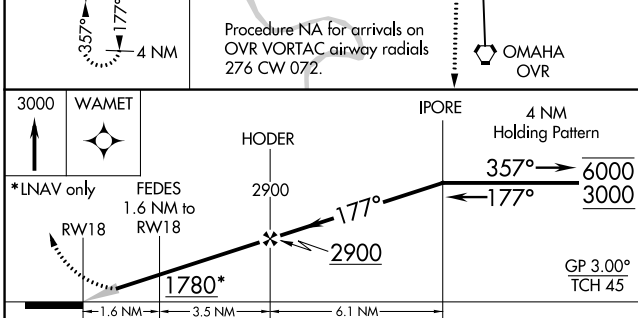 357°
177°
4 NM
Procedure NA for arrivals on
OVR VORTAC airway radials
276 CW 072.
OMAHA
OVR
3000
WAMET
HODER
IPORE
4 NM
Holding Pattern
357°
6000
3000
177°
*LNAV only
FEDES
1.6 NM to
RW18
2900
RW18
177°
2900
1780*
GP 3.00°
TCH 45
1.6 NM
3.5 NM
6.1 NM